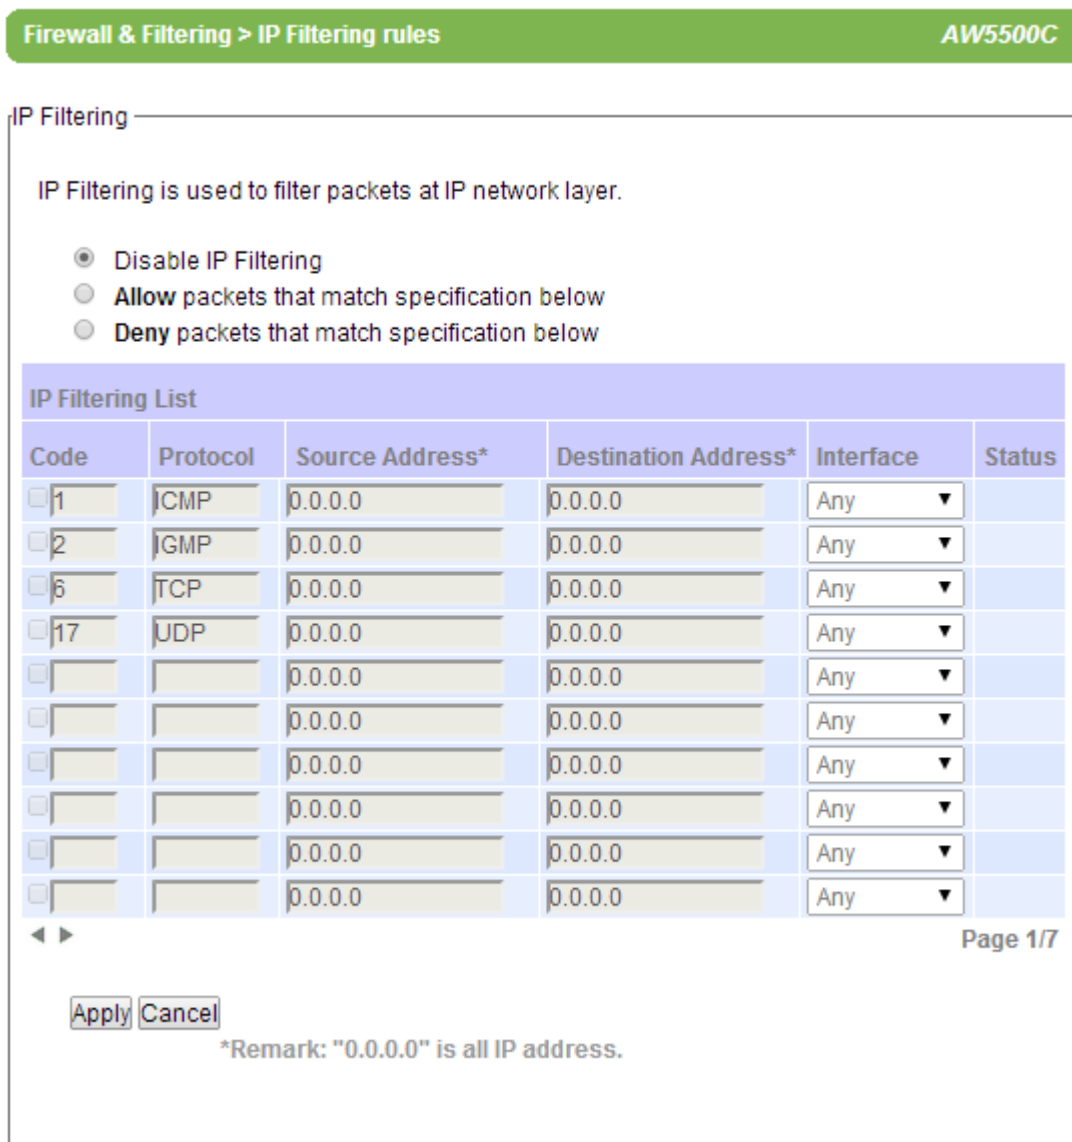 Firewall & Filtering > IP Filtering rules AW5500C
IP Filtering
IP Filtering is used to filter packets at IP network layer.
Disable IP Filtering
Allow packets that match specification below
Deny packets that match specification below
IP Filtering List
Code Protocol Source Address* Destination Address* Interface Status
1 ICMP 0.0.0.0 0.0.0.0 Any
2 IGMP 0.0.0.0 0.0.0.0 Any
6 TCP 0.0.0.0 0.0.0.0 Any
17 UDP 0.0.0.0 0.0.0.0 Any
0.0.0.0 0.0.0.0 Any
0.0.0.0 0.0.0.0 Any
0.0.0.0 0.0.0.0 Any
0.0.0.0 0.0.0.0 Any
0.0.0.0 0.0.0.0 Any
0.0.0.0 0.0.0.0 Any
Page 1/7
Apply Cancel
*Remark: "0.0.0.0" is all IP address.